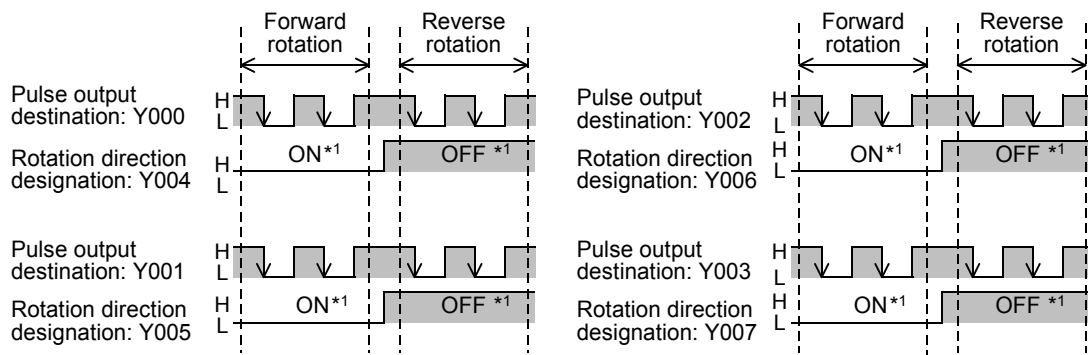 Forward
rotation
Reverse
rotation
Pulse output
destination: Y000
H
L
Rotation direction
designation: Y004
H
L
ON*1
OFF *1
Pulse output
destination: Y001
H
L
Rotation direction
designation: Y005
H
L
ON*1
OFF *1
Forward
rotation
Reverse
rotation
Pulse output
destination: Y002
H
L
Rotation direction
designation: Y006
H
L
ON*1
OFF *1
Pulse output
destination: Y003
H
L
Rotation direction
designation: Y007
H
L
ON*1
OFF *1